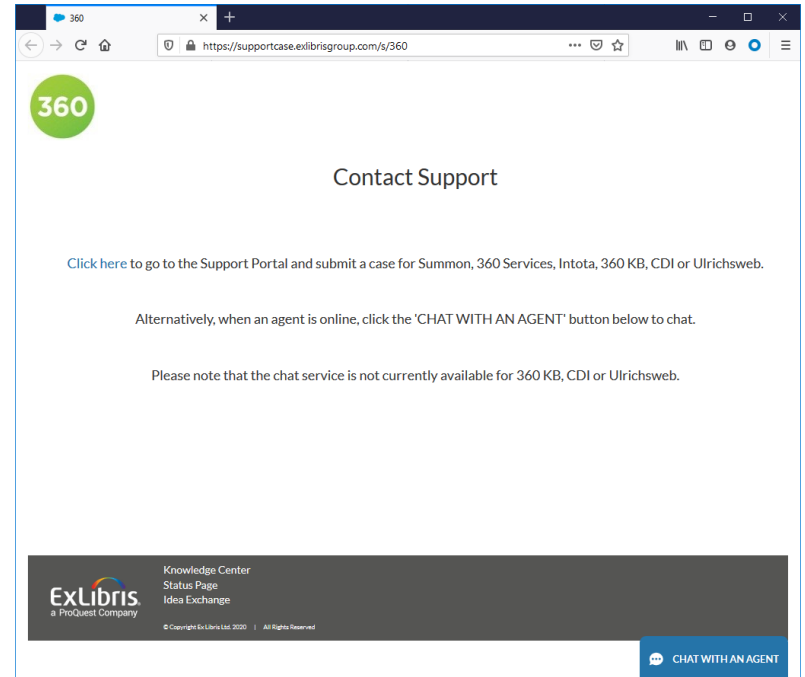 360
https://supportcase.exlibrisgroup.com/s/360
360
Contact Support
Click here to go to the Support Portal and submit a case for Summon, 360 Services, Intota, 360 KB, CDI or Ulrichsweb.
Alternatively, when an agent is online, click the 'CHAT WITH AN AGENT' button below to chat.
Please note that the chat service is not currently available for 360 KB, CDI or Ulrichsweb.
Knowledge Center
Status Page
Idea Exchange
ExLibris.
a ProQuest Company
© Copyright Ex Libris Ltd. 2020 | All Rights Reserved
CHAT WITH AN AGENT